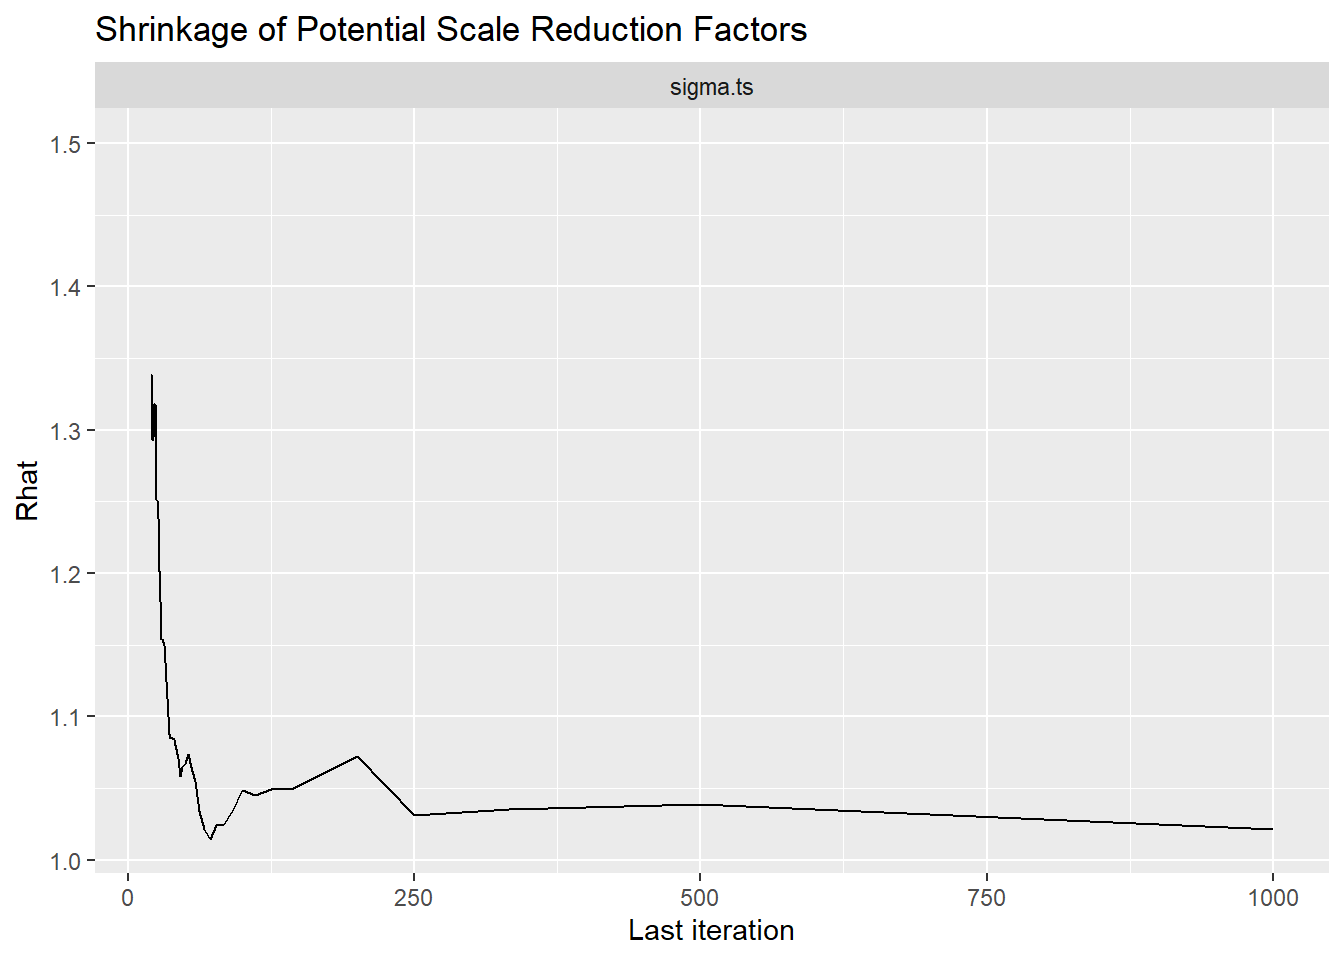 Shrinkage of Potential Scale Reduction Factors
sigma.ts
1.5
1.4
1.3
1.2
1.1
1.0
Rhat
0 250 500 750 1000
Last iteration